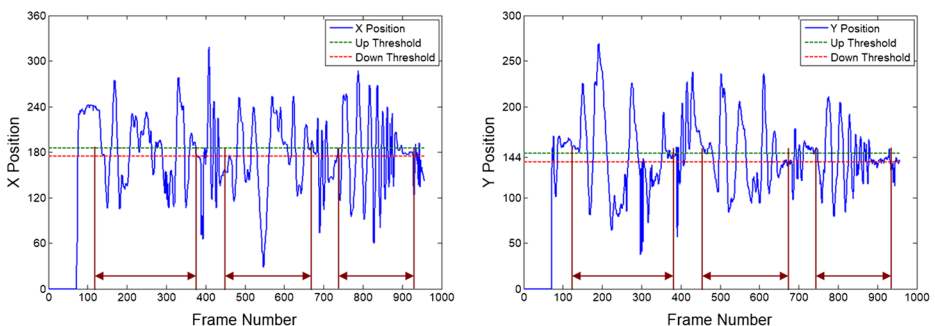 360
300
240
180
120
60
0
X Position
X Position
Up Threshold
Down Threshold
0 100 200 300 400 500 600 700 800 900 1000
Frame Number
300
250
200
144
100
50
0
Y Position
Y Position
Up Threshold
Down Threshold
0 100 200 300 400 500 600 700 800 900 1000
Frame Number